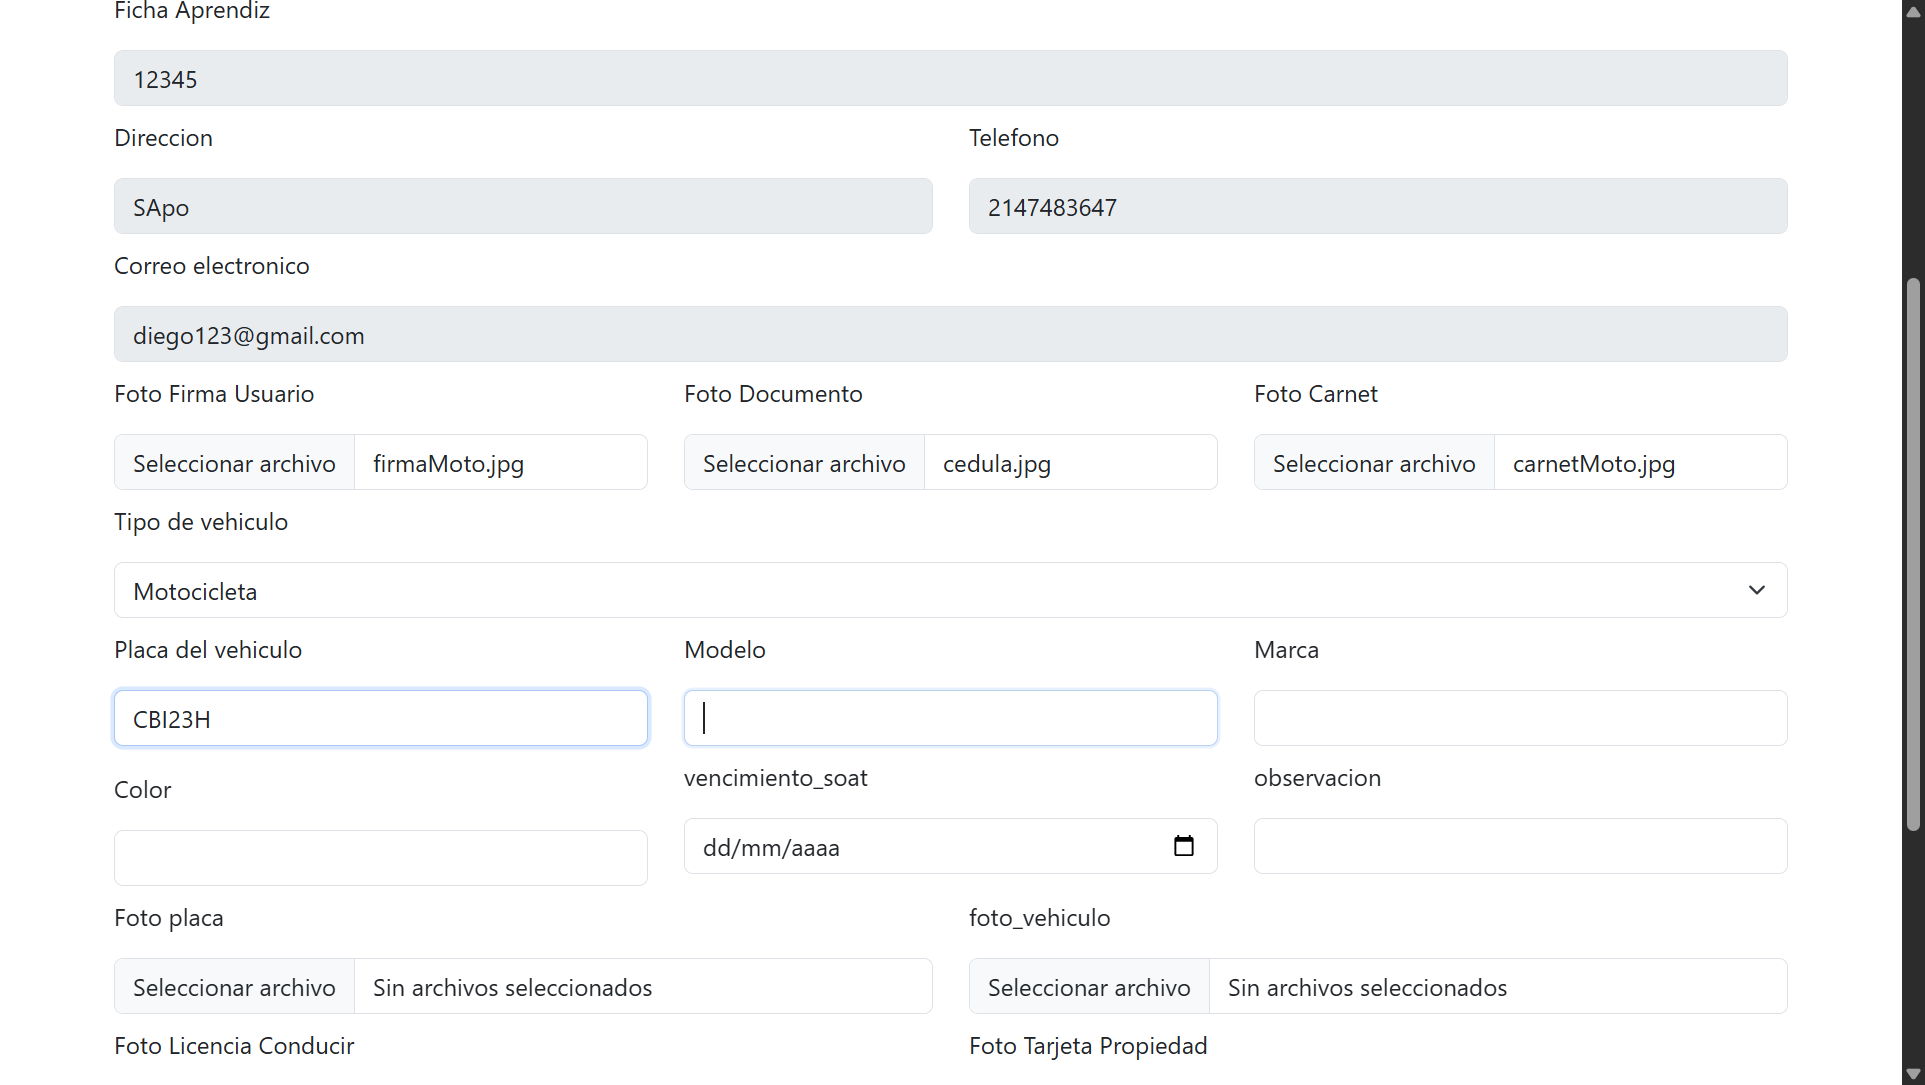 Ficha Aprendiz
12345
Direccion
Telefono
SApo
2147483647
Correo electronico
diego123@gmail.com
Foto Firma Usuario
Foto Documento
Foto Carnet
Seleccionar archivo firmaMoto.jpg
Seleccionar archivo cedula.jpg
Seleccionar archivo carnetMoto.jpg
Tipo de vehiculo
Motocicleta
Placa del vehiculo
Modelo
Marca
CBI23H
Color
vencimiento_soat
observacion
dd/mm/aaaa
Foto placa
foto_vehiculo
Seleccionar archivo Sin archivos seleccionados
Seleccionar archivo Sin archivos seleccionados
Foto Licencia Conducir
Foto Tarjeta Propiedad